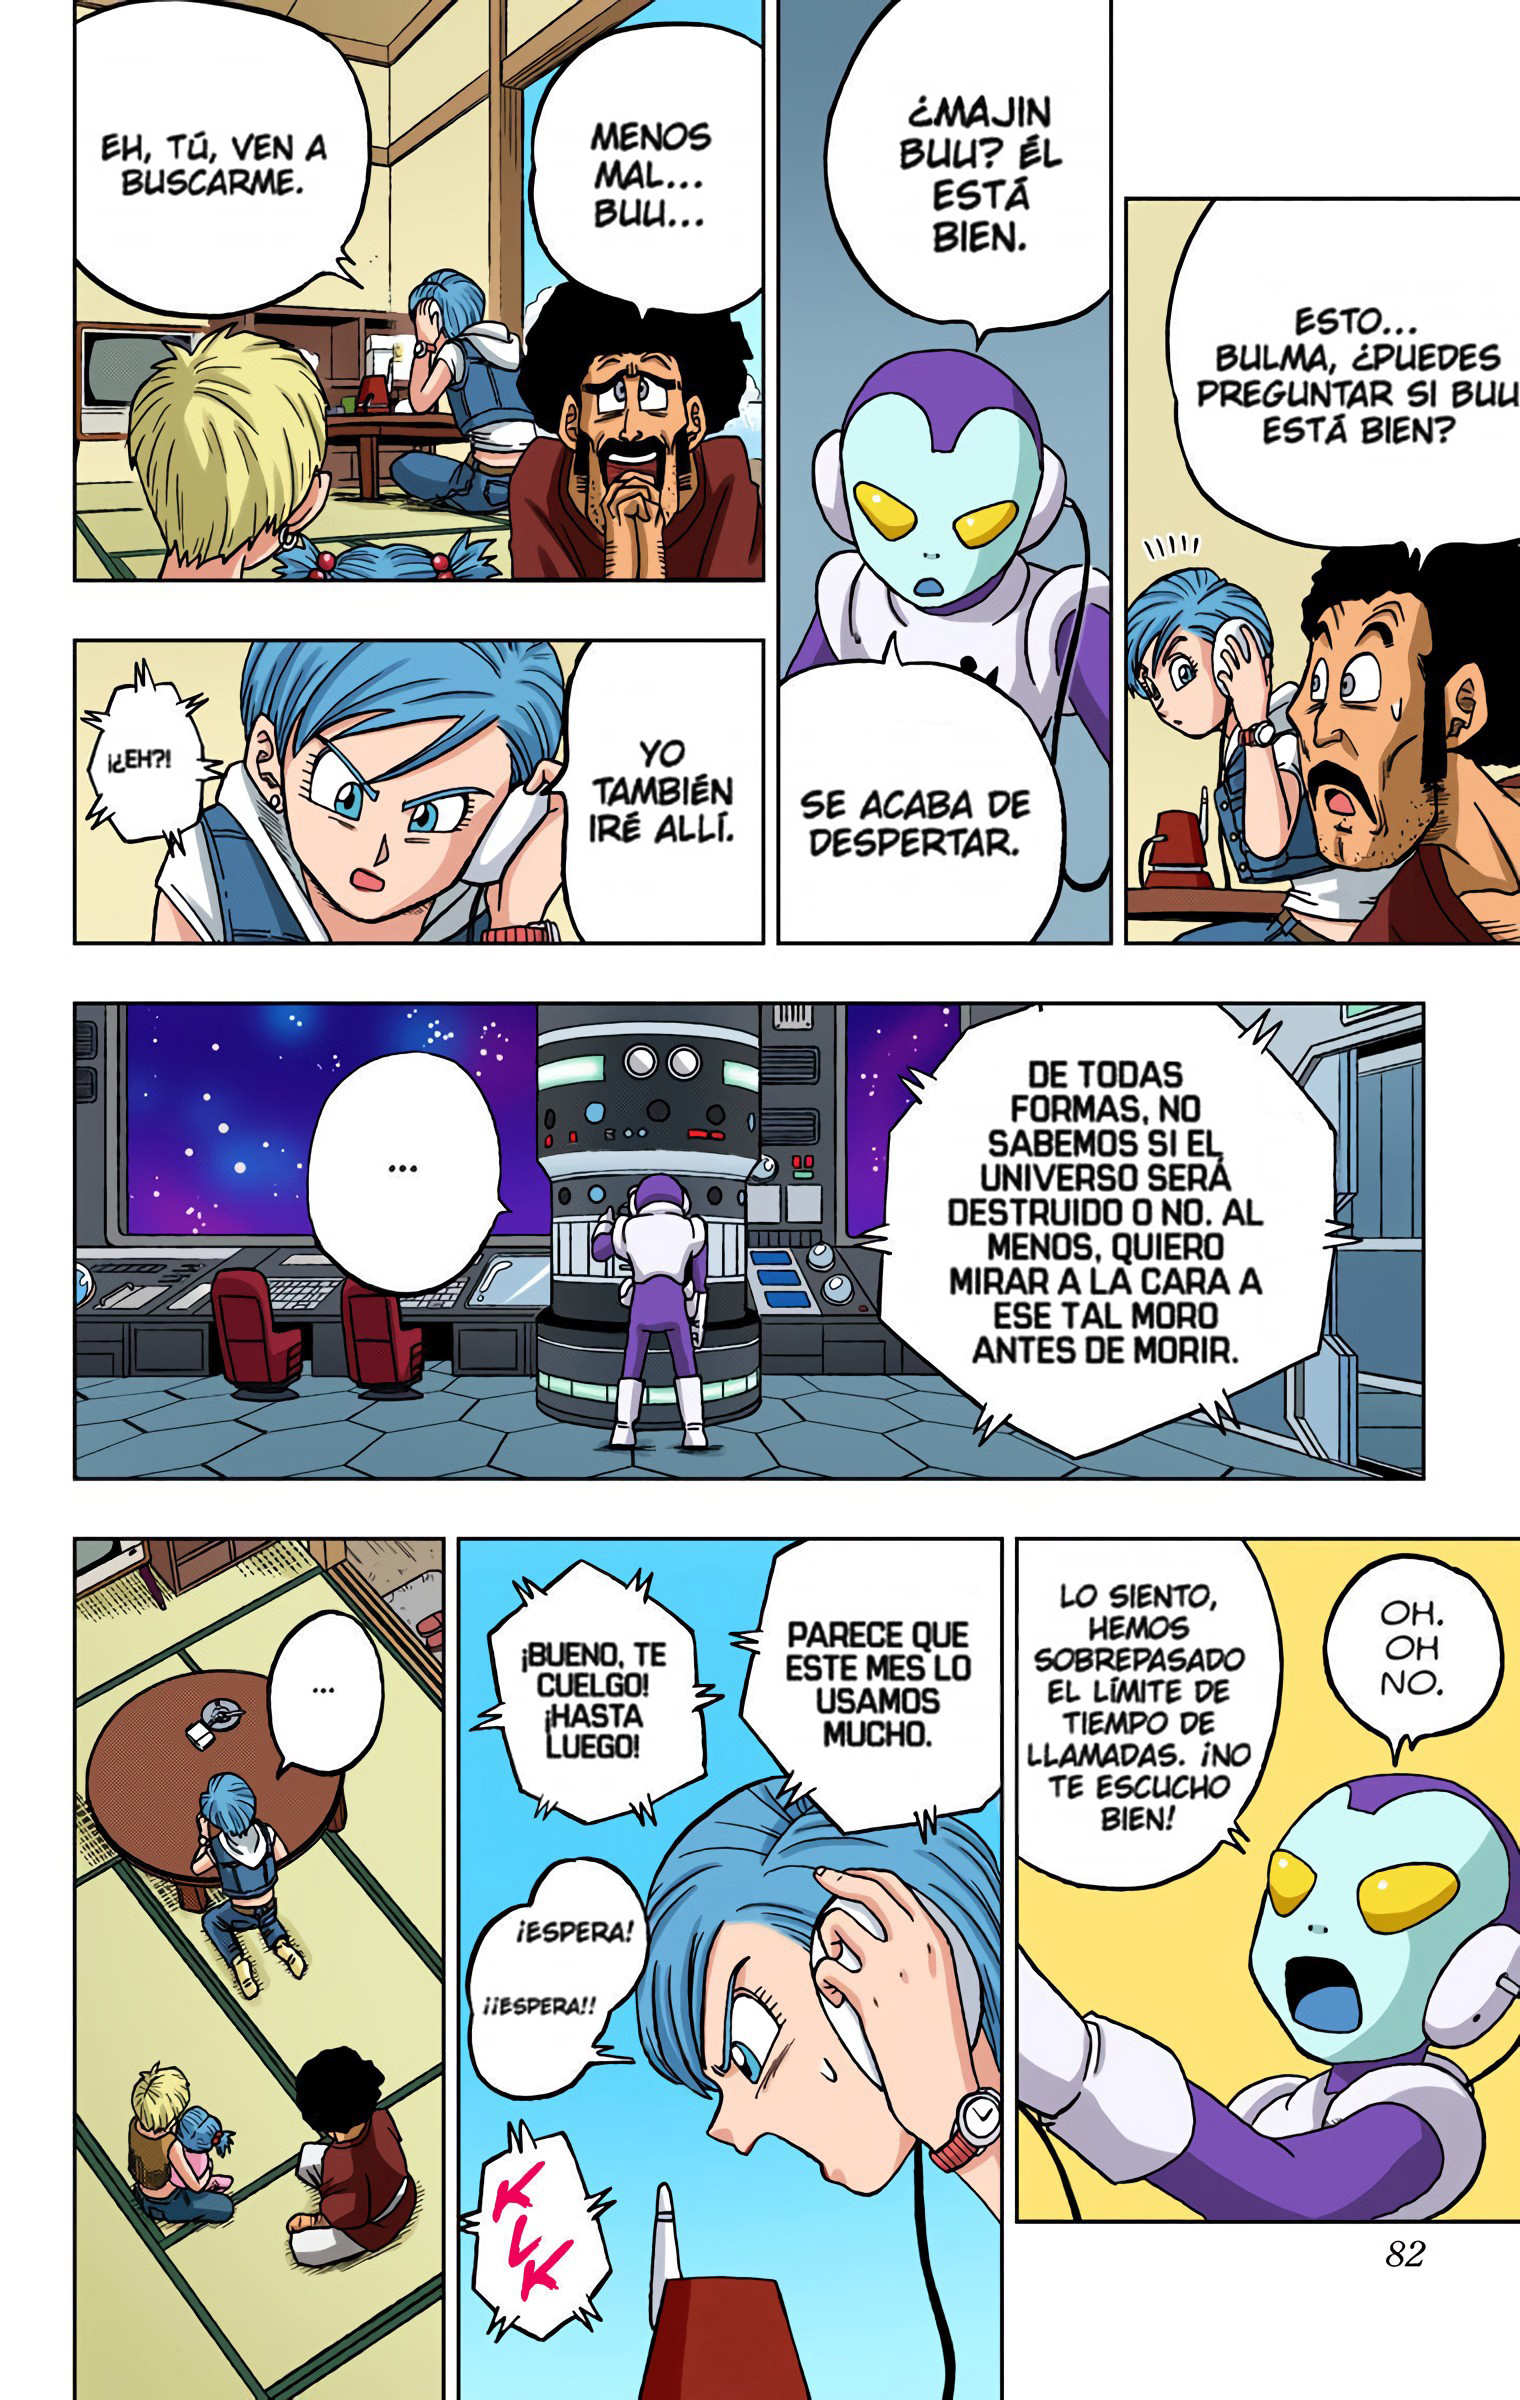 ESTO...
BULMA, ¿PUEDES
PREGUNTAR SI BUU
ESTÁ BIEN?
¿MAJIN
BUU? ÉL
ESTÁ
BIEN.
SE ACABA DE
DESPERTAR.
MENOS
MAL...
BUU...
EH, TÚ, VEN A
BUSCARME.
YO
TAMBIÉN
IRÉ ALLÍ.
¡¿EH?!
DE TODAS
FORMAS, NO
SABEMOS SI EL
UNIVERSO SERÁ
DESTRUIDO O NO. AL
MENOS, QUIERO
MIRAR A LA CARA A
ESE TAL MORO
ANTES DE MORIR.
...
OH.
OH
NO.
LO SIENTO,
HEMOS
SOBREPASADO
EL LÍMITE DE
TIEMPO DE
LLAMADAS. ¡NO
TE ESCUCHO
BIEN!
PARECE QUE
ESTE MES LO
USAMOS
MUCHO.
¡BUENO, TE
CUELGO!
¡HASTA
LUEGO!
¡ESPERA!
¡¡ESPERA!!
KLK
...
82